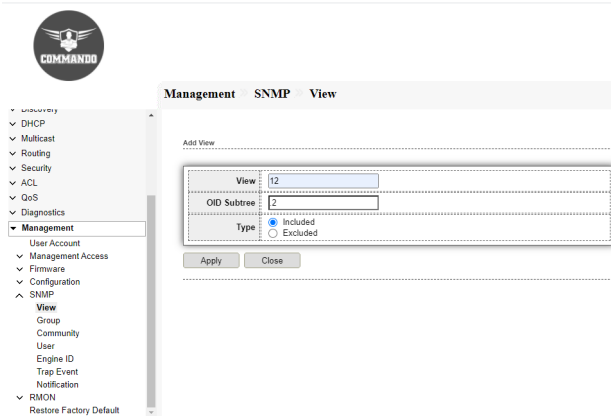 COMMANDO
Management » SNMP » View
Discovery
DHCP
Multicast
Routing
Security
ACL
QoS
Diagnostics
Management
User Account
Management Access
Firmware
Configuration
SNMP
View
Group
Community
User
Engine ID
Trap Event
Notification
RMON
Restore Factory Default
Add View
View 12
OID Subtree 2
Type Included
Excluded
Apply Close